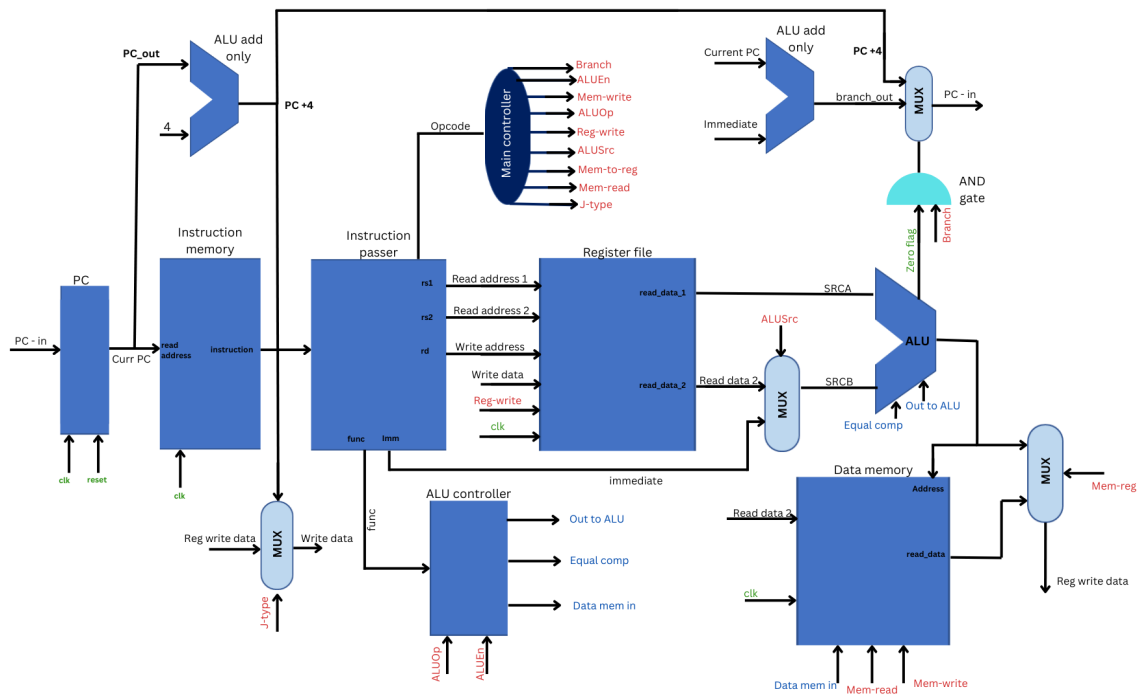 ALU add
only
PC_out
4
PC +4
Opcode
Main controller
Branch
ALUEn
Mem-write
ALUOp
Reg-write
ALUSrc
Mem-to-reg
Mem-read
J-type
ALU add
only
Current PC
Immediate
branch_out
PC +4
MUX
PC - in
AND
gate
Zero flag
Branch
PC
PC - in
Curr PC
clk
reset
Instruction
memory
read
address
instruction
clk
Instruction
passer
rs1
rs2
rd
func
Imm
Read address 1
Read address 2
Write address
Write data
Reg-write
clk
Register file
read_data_1
read_data_2
Read data 2
SRCA
ALUSrc
MUX
SRCB
ALU
Out to ALU
Equal comp
immediate
func
ALU controller
Out to ALU
Equal comp
Data mem in
ALUOp
ALUEn
Reg write data
MUX
Write data
J-type
Data memory
Address
Read data 2
read_data
clk
Data mem in
Mem-read
Mem-write
MUX
Mem-reg
Reg write data